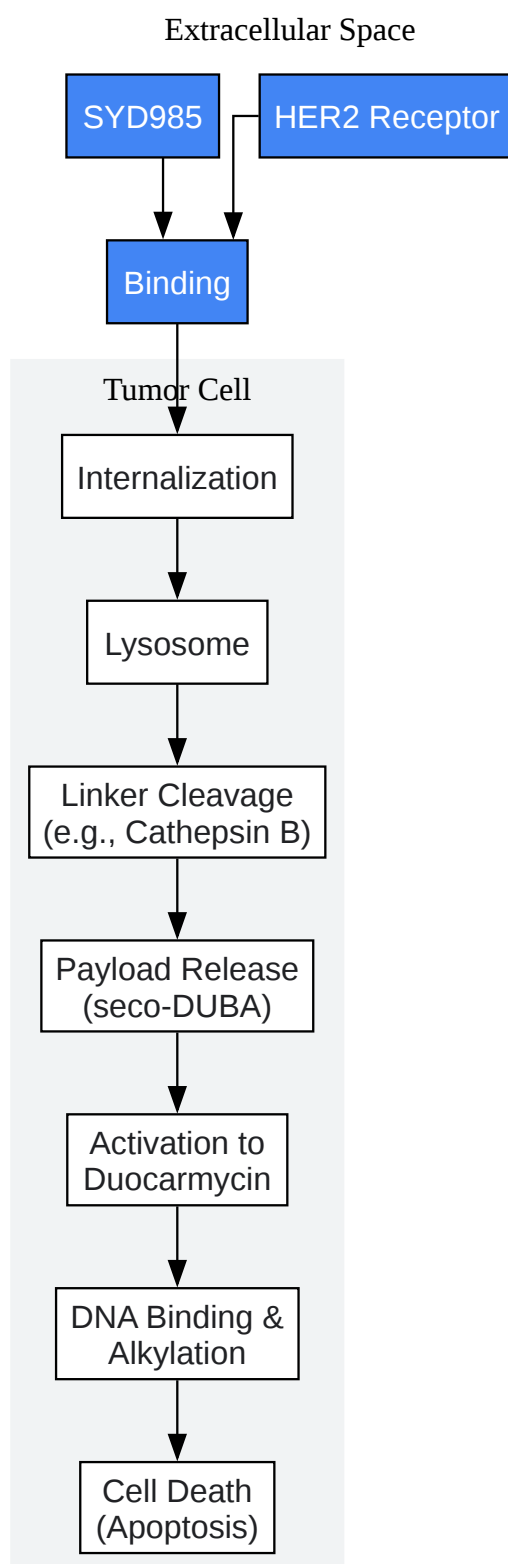 Extracellular Space
SYD985
HER2 Receptor
Binding
Tumor Cell
Internalization
Lysosome
Linker Cleavage
(e.g., Cathepsin B)
Payload Release
(seco-DUBA)
Activation to
Duocarmycin
DNA Binding &
Alkylation
Cell Death
(Apoptosis)